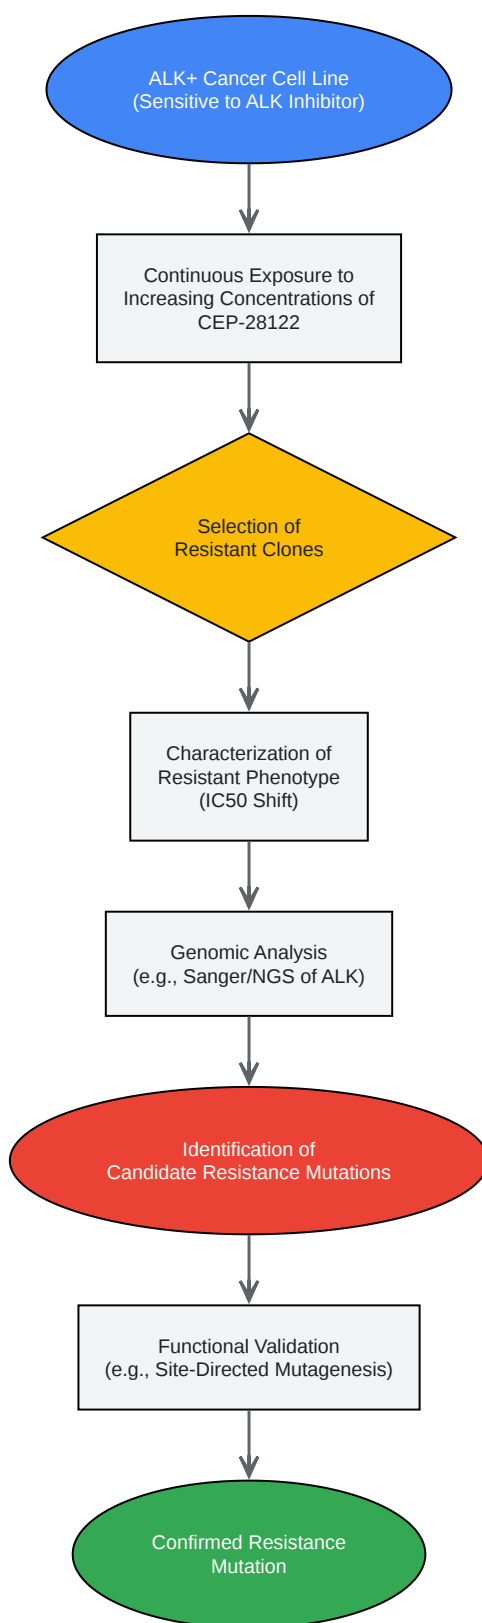 ALK+ Cancer Cell Line
(Sensitive to ALK Inhibitor)
Continuous Exposure to
Increasing Concentrations of
CEP-28122
Selection of
Resistant Clones
Characterization of
Resistant Phenotype
(IC50 Shift)
Genomic Analysis
(e.g., Sanger/NGS of ALK)
Identification of
Candidate Resistance Mutations
Functional Validation
(e.g., Site-Directed Mutagenesis)
Confirmed Resistance
Mutation